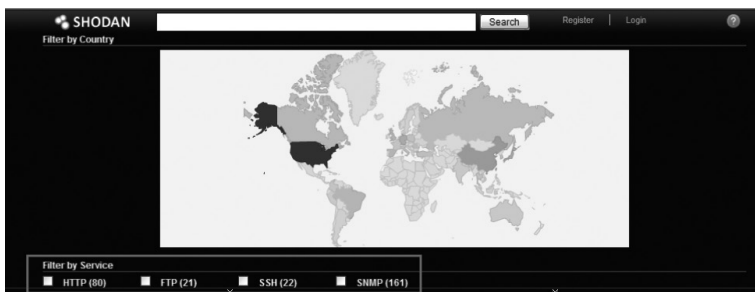 SHODAN Search Register | Login ?
Filter by Country
Filter by Service
HTTP (80) FTP (21) SSH (22) SNMP (161)